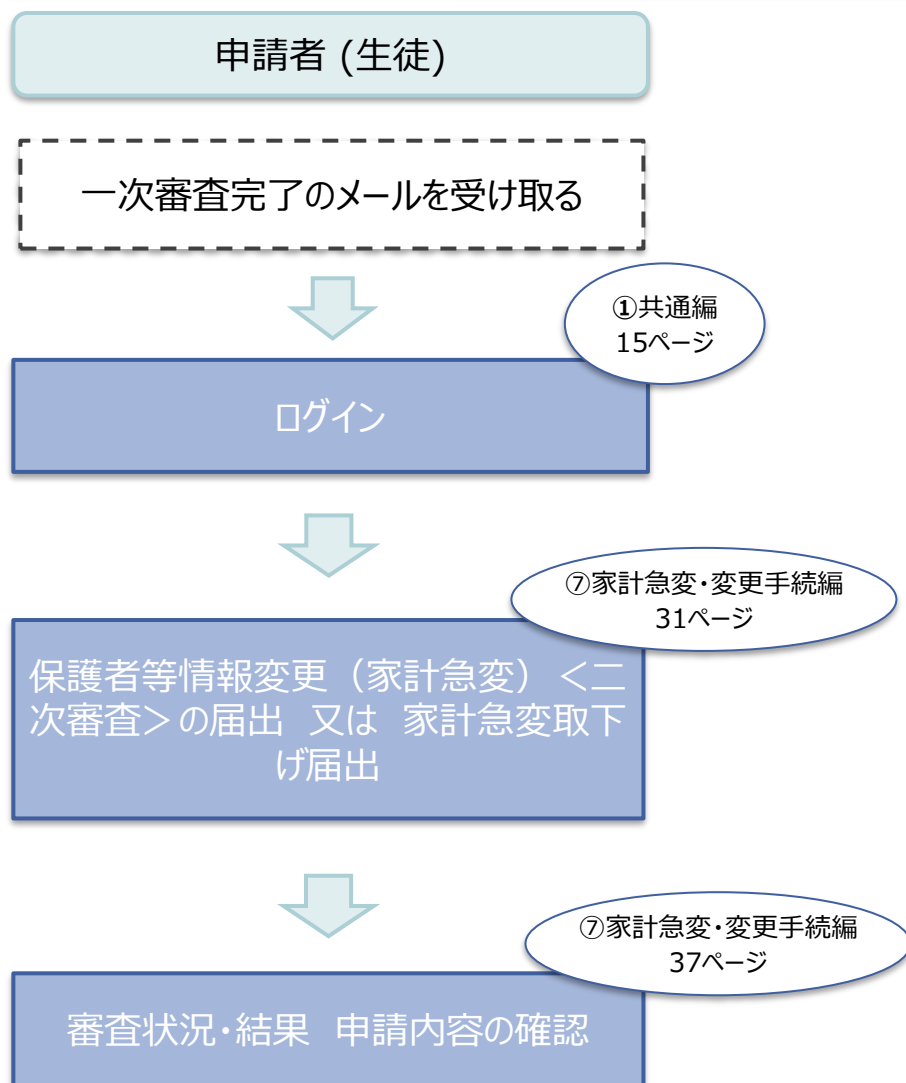 申請者 (生徒)
一次審査完了のメールを受け取る
①共通編
15ページ
ログイン
⑦家計急変・変更手続編
31ページ
保護者等情報変更（家計急変）＜二
次審査＞の届出 又は 家計急変取下
げ届出
⑦家計急変・変更手続編
37ページ
審査状況・結果 申請内容の確認